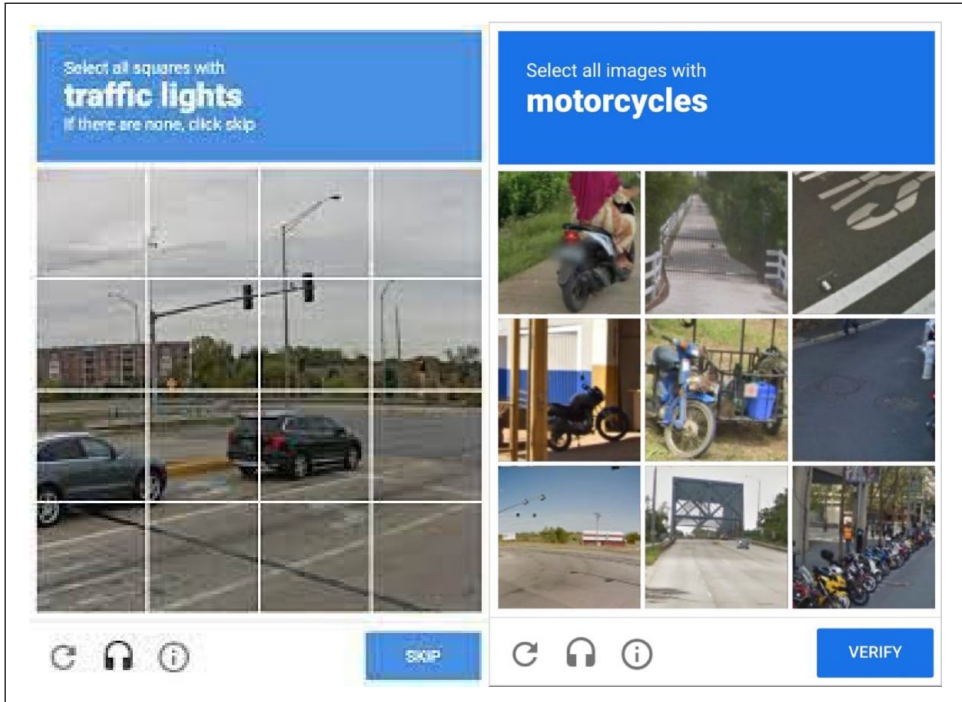 Select all squares with
traffic lights
If there are none, click skip
SKIP
Select all images with
motorcycles
VERIFY